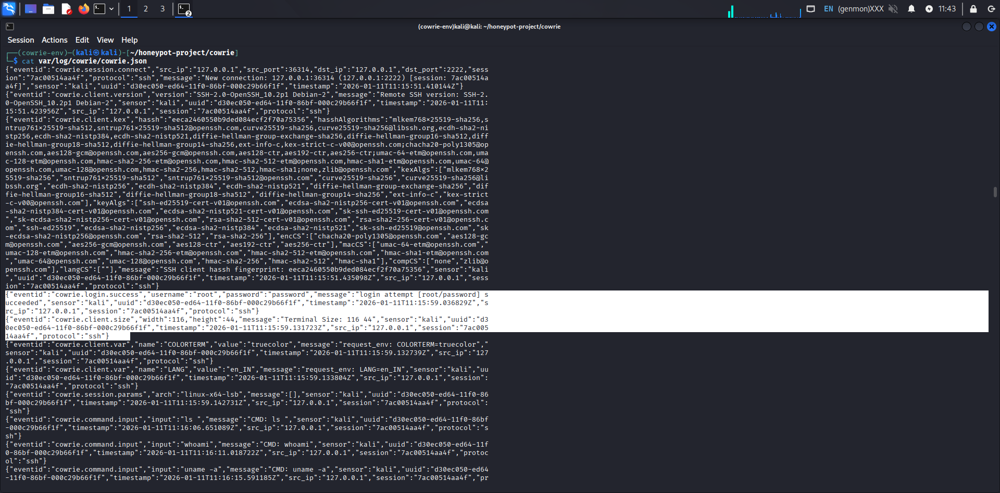 1 2 3 2 EN (genmon)XXX 11:43
(cowrie-env)kali@kali: ~/honeypot-project/cowrie
Session Actions Edit View Help
┌──(cowrie-env)─(kali㉿kali)-[~/honeypot-project/cowrie]
└─$ cat var/log/cowrie/cowrie.json
{"eventid":"cowrie.session.connect","src_ip":"127.0.0.1","src_port":36314,"dst_ip":"127.0.0.1","dst_port":2222,"sess
ion":"7ac00514aa4f","protocol":"ssh","message":"New connection: 127.0.0.1:36314 (127.0.0.1:2222) [session: 7ac00514a
a4f]","sensor":"kali","uuid":"d30ec050-ed64-11f0-86bf-000c29b66f1f","timestamp":"2026-01-11T11:15:51.410144Z"}
{"eventid":"cowrie.client.version","version":"SSH-2.0-OpenSSH_10.2p1 Debian-2","message":"Remote SSH version: SSH-2.
0-OpenSSH_10.2p1 Debian-2","sensor":"kali","uuid":"d30ec050-ed64-11f0-86bf-000c29b66f1f","timestamp":"2026-01-11T11:
15:51.423956Z","src_ip":"127.0.0.1","session":"7ac00514aa4f","protocol":"ssh"}
{"eventid":"cowrie.client.kex","hassh":"eeca2460550b9ded084ecf2f70a75356","hasshAlgorithms":"mlkem768×25519-sha256,s
ntrup761×25519-sha512,sntrup761×25519-sha512@openssh.com,curve25519-sha256,curve25519-sha256@libssh.org,ecdh-sha2-ni
stp256,ecdh-sha2-nistp384,ecdh-sha2-nistp521,diffie-hellman-group-exchange-sha256,diffie-hellman-group16-sha512,diff
ie-hellman-group18-sha512,diffie-hellman-group14-sha256,ext-info-c,kex-strict-c-v00@openssh.com;chacha20-poly1305@op
enssh.com,aes128-gcm@openssh.com,aes256-gcm@openssh.com,aes128-ctr,aes192-ctr,aes256-ctr;umac-64-etm@openssh.com,uma
c-128-etm@openssh.com,hmac-sha2-256-etm@openssh.com,hmac-sha2-512-etm@openssh.com,hmac-sha1-etm@openssh.com,umac-64@
openssh.com,umac-128@openssh.com,hmac-sha2-256,hmac-sha2-512,hmac-sha1;none,zlib@openssh.com","kexAlgs":["mlkem768×2
5519-sha256","sntrup761×25519-sha512","sntrup761×25519-sha512@openssh.com","curve25519-sha256","curve25519-sha256@li
bssh.org","ecdh-sha2-nistp256","ecdh-sha2-nistp384","ecdh-sha2-nistp521","diffie-hellman-group-exchange-sha256","dif
fie-hellman-group16-sha512","diffie-hellman-group18-sha512","diffie-hellman-group14-sha256","ext-info-c","kex-strict
-c-v00@openssh.com"],"keyAlgs":["ssh-ed25519-cert-v01@openssh.com","ecdsa-sha2-nistp256-cert-v01@openssh.com","ecdsa
-sha2-nistp384-cert-v01@openssh.com","ecdsa-sha2-nistp521-cert-v01@openssh.com","sk-ssh-ed25519-cert-v01@openssh.com
","sk-ecdsa-sha2-nistp256-cert-v01@openssh.com","rsa-sha2-512-cert-v01@openssh.com","rsa-sha2-256-cert-v01@openssh.c
om","ssh-ed25519","ecdsa-sha2-nistp256","ecdsa-sha2-nistp384","ecdsa-sha2-nistp521","sk-ssh-ed25519@openssh.com","sk
-ecdsa-sha2-nistp256@openssh.com","rsa-sha2-512","rsa-sha2-256"],"encCS":["chacha20-poly1305@openssh.com","aes128-gc
m@openssh.com","aes256-gcm@openssh.com","aes128-ctr","aes192-ctr","aes256-ctr"],"macCS":["umac-64-etm@openssh.com","
umac-128-etm@openssh.com","hmac-sha2-256-etm@openssh.com","hmac-sha2-512-etm@openssh.com","hmac-sha1-etm@openssh.com
","umac-64@openssh.com","umac-128@openssh.com","hmac-sha2-256","hmac-sha2-512","hmac-sha1"],"compCS":["none","zlib@o
penssh.com"],"langCS":[""],"message":"SSH client hassh fingerprint: eeca2460550b9ded084ecf2f70a75356","sensor":"kali
","uuid":"d30ec050-ed64-11f0-86bf-000c29b66f1f","timestamp":"2026-01-11T11:15:51.435098Z","src_ip":"127.0.0.1","sess
ion":"7ac00514aa4f","protocol":"ssh"}
{"eventid":"cowrie.login.success","username":"root","password":"password","message":"login attempt [root/password] s
ucceeded","sensor":"kali","uuid":"d30ec050-ed64-11f0-86bf-000c29b66f1f","timestamp":"2026-01-11T11:15:59.036829Z","s
rc_ip":"127.0.0.1","session":"7ac00514aa4f","protocol":"ssh"}
{"eventid":"cowrie.client.size","width":116,"height":44,"message":"Terminal Size: 116 44","sensor":"kali","uuid":"d3
0ec050-ed64-11f0-86bf-000c29b66f1f","timestamp":"2026-01-11T11:15:59.131723Z","src_ip":"127.0.0.1","session":"7ac005
14aa4f","protocol":"ssh"}
{"eventid":"cowrie.client.var","name":"COLORTERM","value":"truecolor","message":"request_env: COLORTERM=truecolor","
sensor":"kali","uuid":"d30ec050-ed64-11f0-86bf-000c29b66f1f","timestamp":"2026-01-11T11:15:59.132739Z","src_ip":"127
.0.0.1","session":"7ac00514aa4f","protocol":"ssh"}
{"eventid":"cowrie.client.var","name":"LANG","value":"en_IN","message":"request_env: LANG=en_IN","sensor":"kali","uu
id":"d30ec050-ed64-11f0-86bf-000c29b66f1f","timestamp":"2026-01-11T11:15:59.133804Z","src_ip":"127.0.0.1","session":
"7ac00514aa4f","protocol":"ssh"}
{"eventid":"cowrie.session.params","arch":"linux-x64-lsb","message":[],"sensor":"kali","uuid":"d30ec050-ed64-11f0-86
bf-000c29b66f1f","timestamp":"2026-01-11T11:15:59.142731Z","src_ip":"127.0.0.1","session":"7ac00514aa4f","protocol":
"ssh"}
{"eventid":"cowrie.command.input","input":"ls ","message":"CMD: ls ","sensor":"kali","uuid":"d30ec050-ed64-11f0-86bf
-000c29b66f1f","timestamp":"2026-01-11T11:16:06.651089Z","src_ip":"127.0.0.1","session":"7ac00514aa4f","protocol":"s
sh"}
{"eventid":"cowrie.command.input","input":"whoami","message":"CMD: whoami","sensor":"kali","uuid":"d30ec050-ed64-11f
0-86bf-000c29b66f1f","timestamp":"2026-01-11T11:16:11.018722Z","src_ip":"127.0.0.1","session":"7ac00514aa4f","protoc
ol":"ssh"}
{"eventid":"cowrie.command.input","input":"uname -a","message":"CMD: uname -a","sensor":"kali","uuid":"d30ec050-ed64
-11f0-86bf-000c29b66f1f","timestamp":"2026-01-11T11:16:15.591185Z","src_ip":"127.0.0.1","session":"7ac00514aa4f","pr